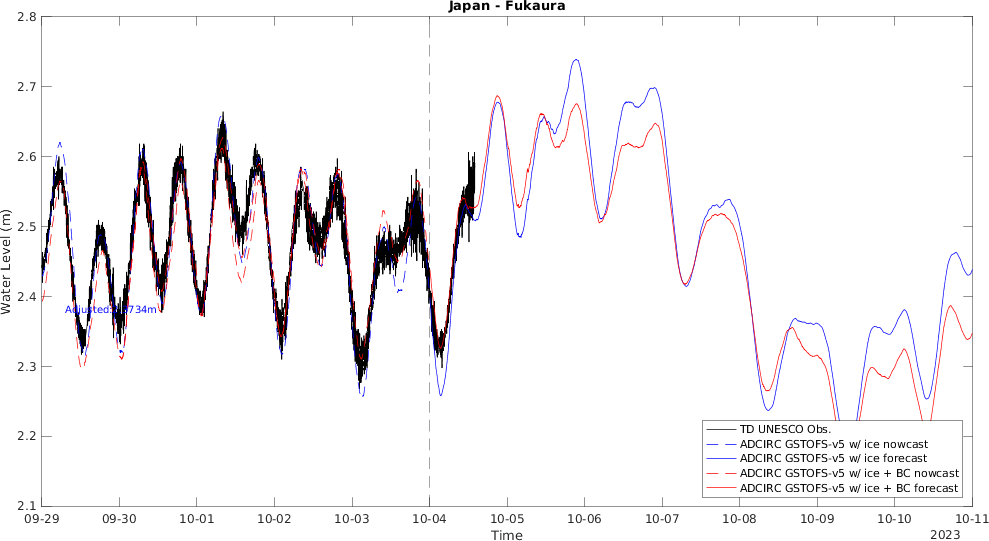 Japan - Fukaura
2.8
2.7
2.6
2.5
2.4
2.3
2.2
2.1
Water Level (m)
TD UNESCO Obs.
ADCIRC GSTOFS-v5 w/ ice nowcast
ADCIRC GSTOFS-v5 w/ ice forecast
ADCIRC GSTOFS-v5 w/ ice + BC nowcast
ADCIRC GSTOFS-v5 w/ ice + BC forecast
09-29 09-30 10-01 10-02 10-03 10-04 10-05 10-06 10-07 10-08 10-09 10-10 10-11
Time
2023